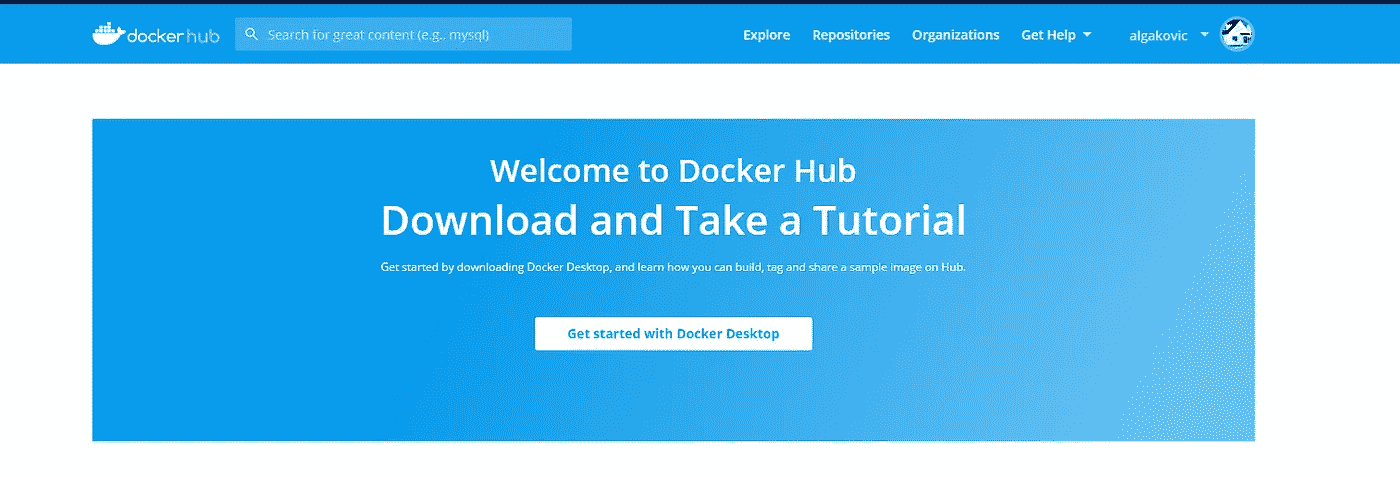 docker hub
Search for great content (e.g., mysql)
Explore
Repositories
Organizations
Get Help
algakovic
Welcome to Docker Hub
Download and Take a Tutorial
Get started by downloading Docker Desktop, and learn how you can build, tag and share a sample image on Hub.
Get started with Docker Desktop